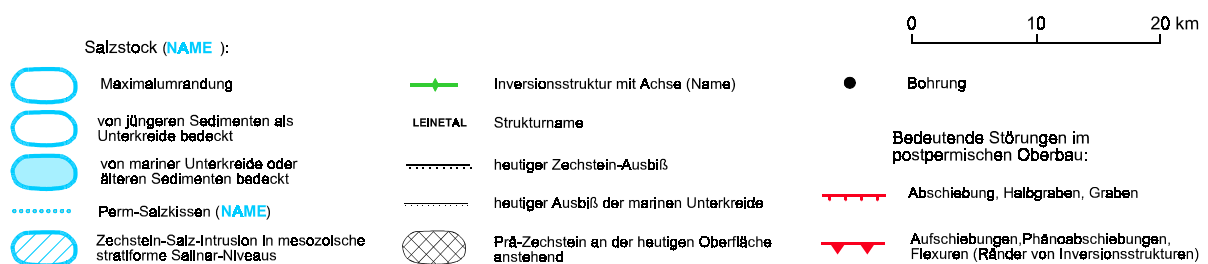 Salzstock (NAME ):
Maximalumrandung
von jüngeren Sedimenten als
Unterkreide bedeckt
von mariner Unterkreide oder
älteren Sedimenten bedeckt
Perm-Salzkissen (NAME)
Zechstein-Salz-Intrusion in mesozoische
stratiforme Salinar-Niveaus
Inversionsstruktur mit Achse (Name)
LEINETAL Strukturname
heutiger Zechstein-Ausbiß
heutiger Ausbiß der marinen Unterkreide
Prä-Zechstein an der heutigen Oberfläche
anstehend
0 10 20 km
Bohrung
Bedeutende Störungen im
postpermischen Oberbau:
Abschiebung, Halbgraben, Graben
Aufschiebungen,Phänoabschiebungen,
Flexuren (Ränder von Inversionsstrukturen)